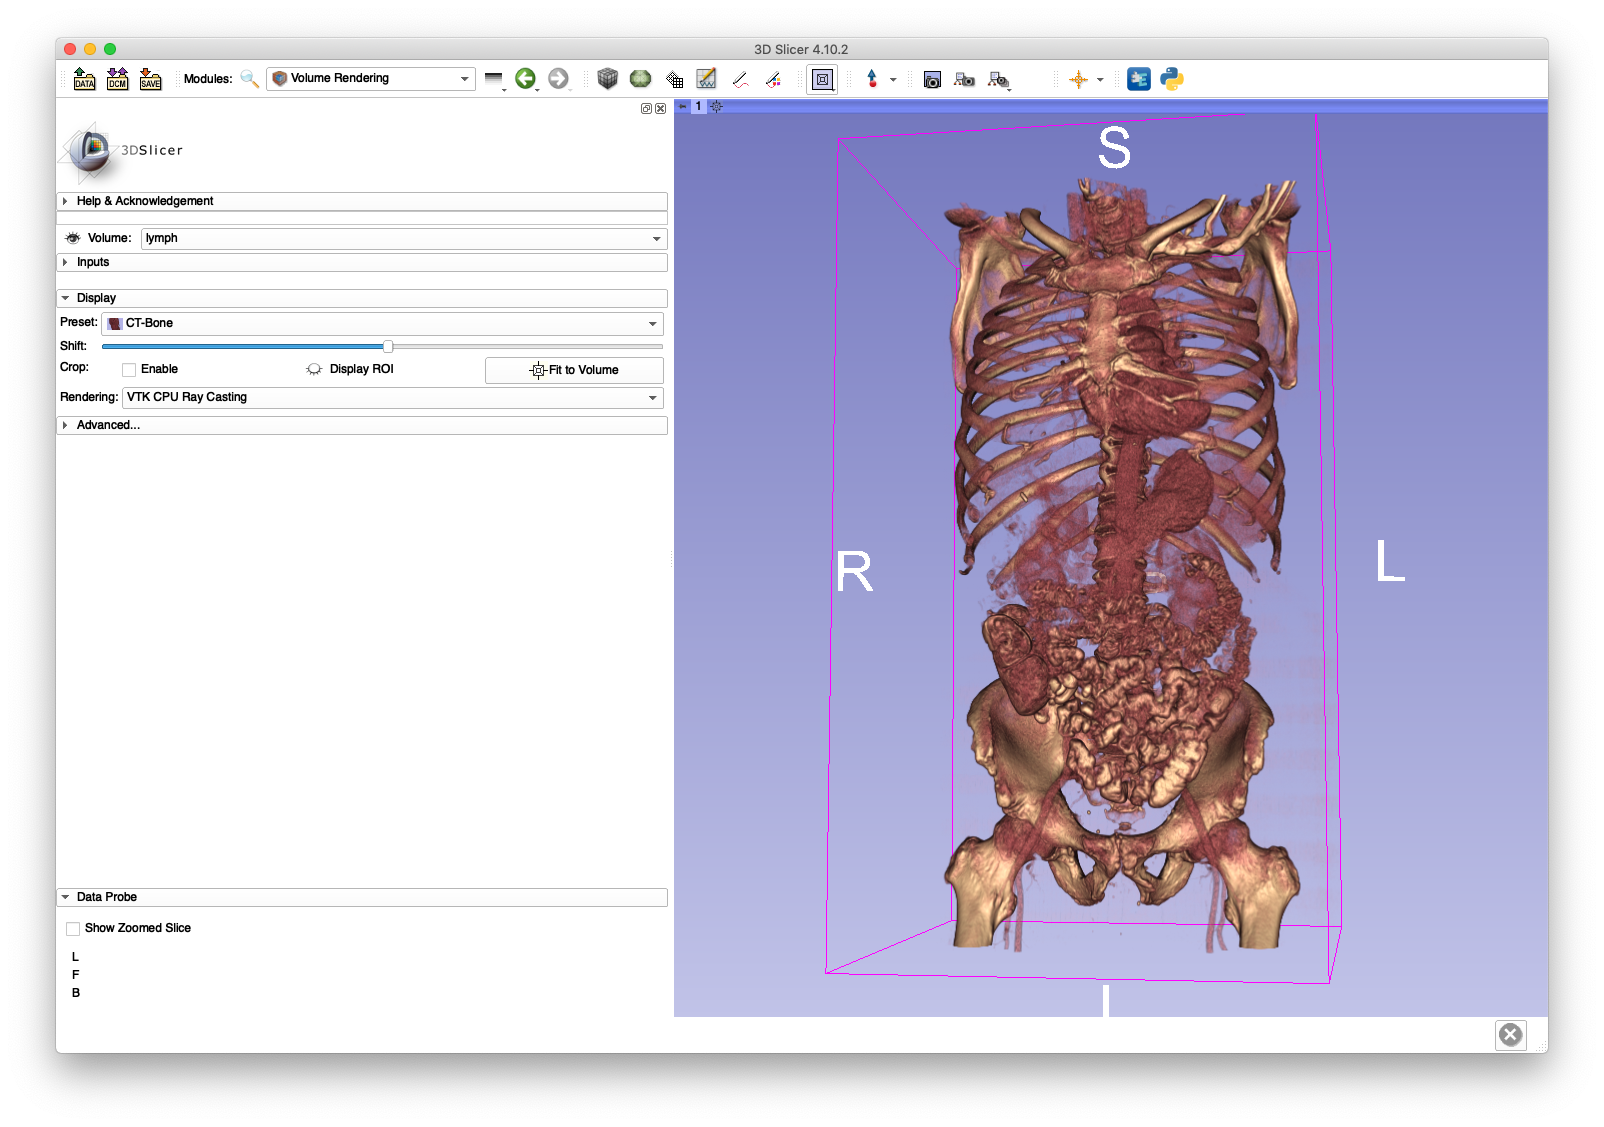 3D Slicer 4.10.2
DATA DCM SAVE Modules: Volume Rendering
1
3DSlicer
Help & Acknowledgement
Volume: lymph
Inputs
Display
Preset: CT-Bone
Shift:
Crop: Enable Display ROI Fit to Volume
Rendering: VTK CPU Ray Casting
Advanced...
Data Probe
Show Zoomed Slice
L
F
B
S
R
L
I